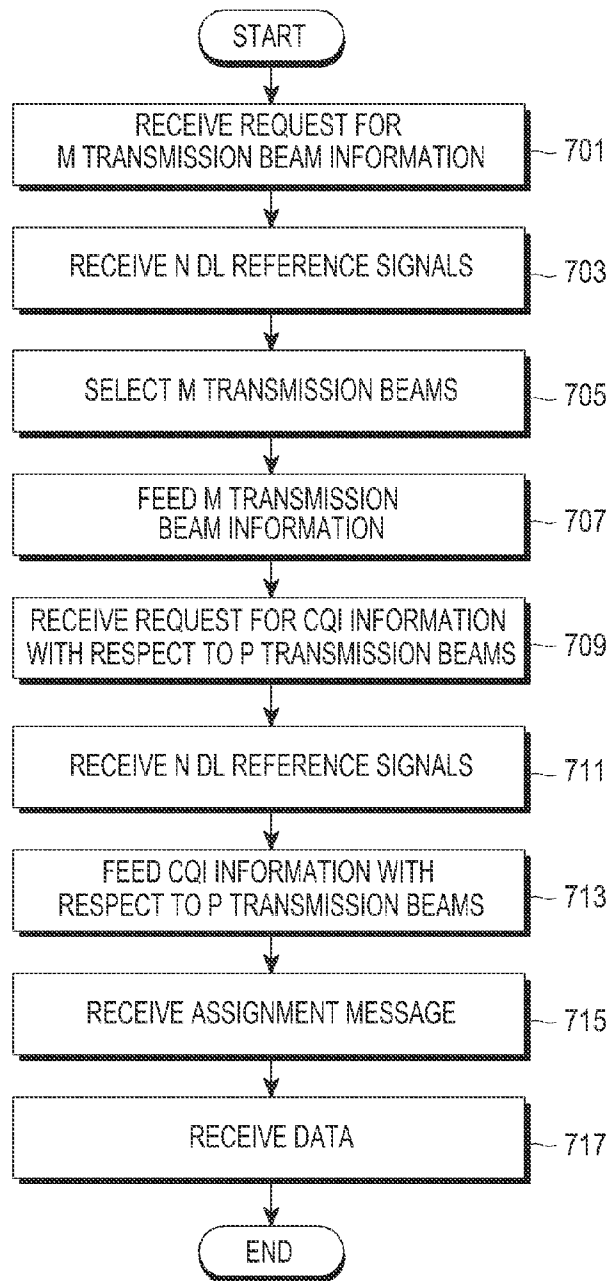 START
RECEIVE REQUEST FOR
M TRANSMISSION BEAM INFORMATION
701
RECEIVE N DL REFERENCE SIGNALS
703
SELECT M TRANSMISSION BEAMS
705
FEED M TRANSMISSION
BEAM INFORMATION
707
RECEIVE REQUEST FOR CQI INFORMATION
WITH RESPECT TO P TRANSMISSION BEAMS
709
RECEIVE N DL REFERENCE SIGNALS
711
FEED CQI INFORMATION WITH
RESPECT TO P TRANSMISSION BEAMS
713
RECEIVE ASSIGNMENT MESSAGE
715
RECEIVE DATA
717
END